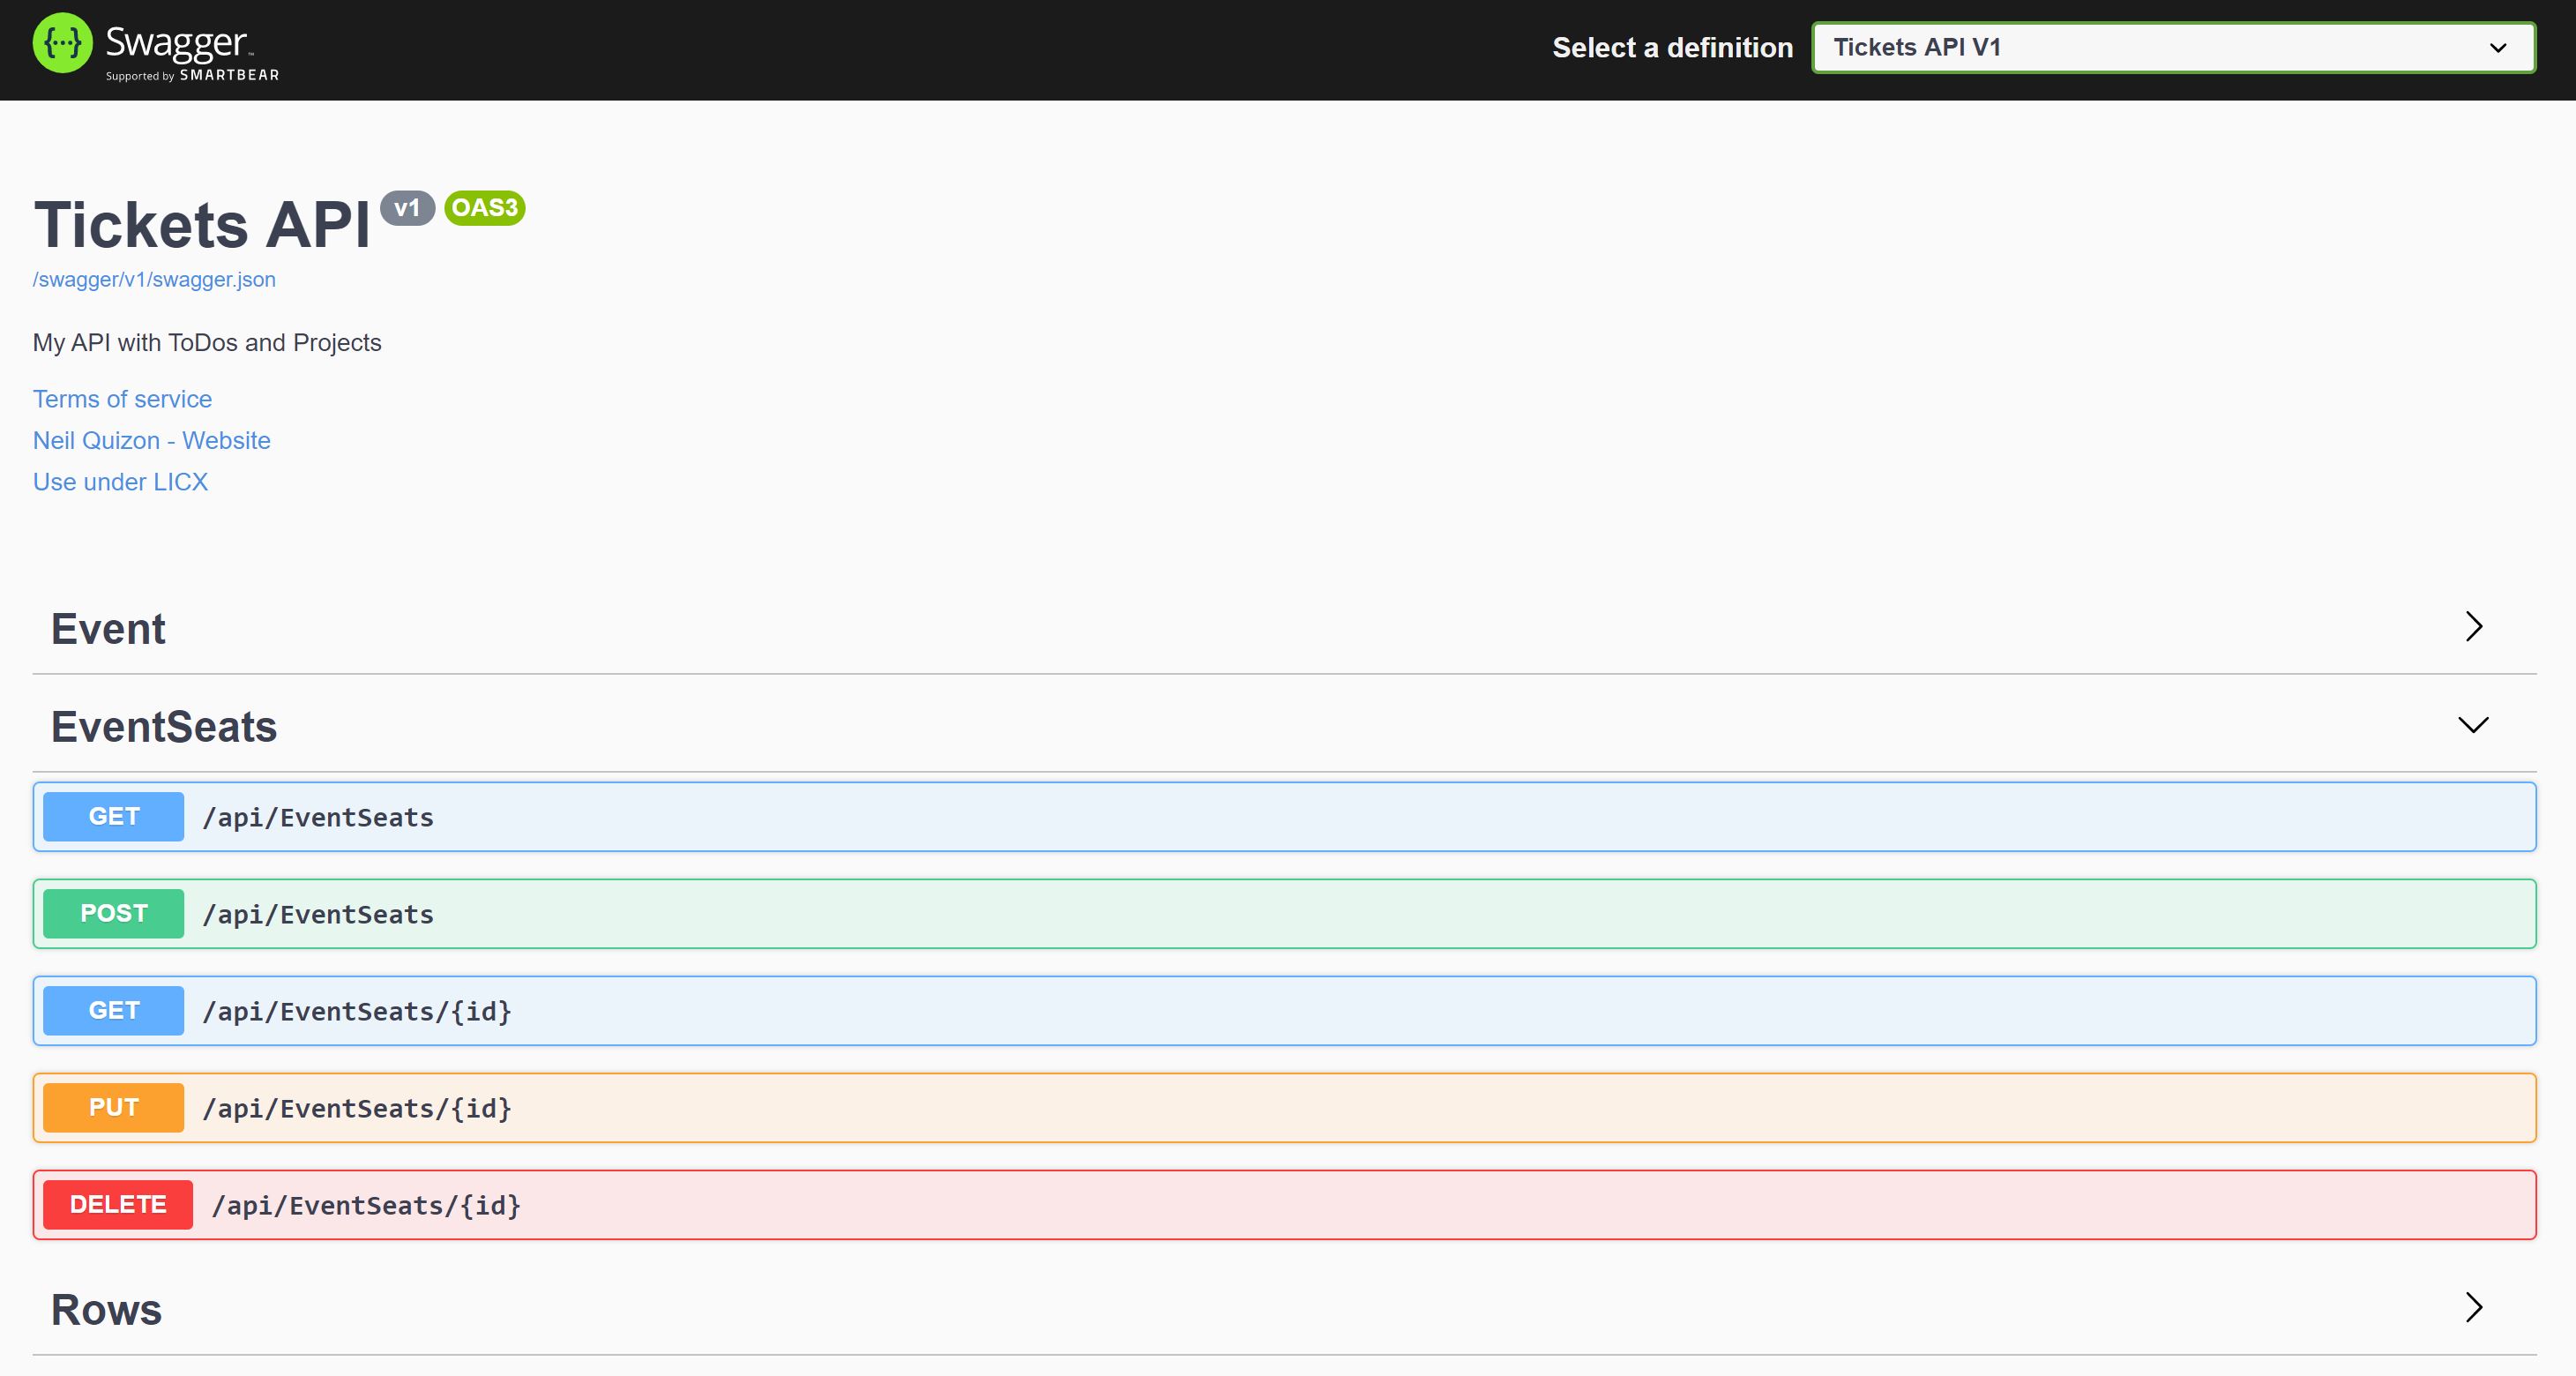 {···} Swagger™
Supported by SMARTBEAR
Select a definition
Tickets API V1
Tickets API v1 OAS3
/swagger/v1/swagger.json
My API with ToDos and Projects
Terms of service
Neil Quizon - Website
Use under LICX
Event
EventSeats
GET /api/EventSeats
POST /api/EventSeats
GET /api/EventSeats/{id}
PUT /api/EventSeats/{id}
DELETE /api/EventSeats/{id}
Rows